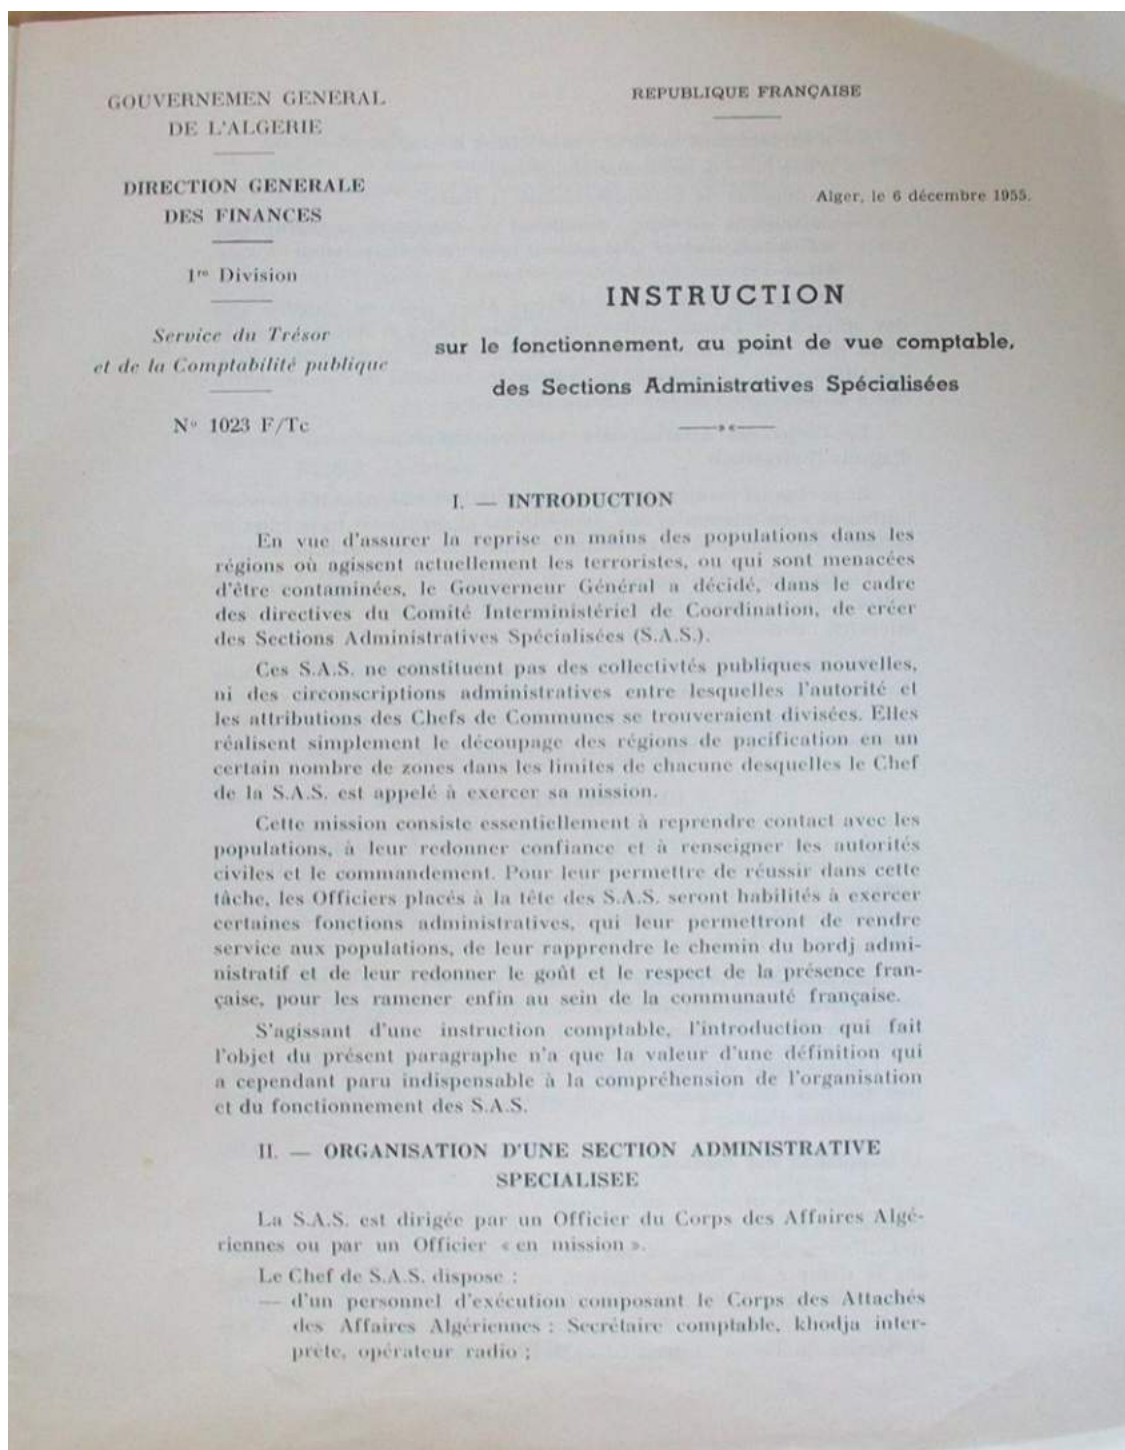 GOUVERNEMEN GENERAL
DE L'ALGERIE
DIRECTION GENERALE
DES FINANCES
1re Division
Service du Trésor
et de la Comptabilité publique
N° 1023 F/Tc
REPUBLIQUE FRANÇAISE
Alger, le 6 décembre 1955.
INSTRUCTION
sur le fonctionnement, au point de vue comptable,
des Sections Administratives Spécialisées
I. — INTRODUCTION
En vue d'assurer la reprise en mains des populations dans les
régions où agissent actuellement les terroristes, ou qui sont menacées
d'être contaminées, le Gouverneur Général a décidé, dans le cadre
des directives du Comité Interministériel de Coordination, de créer
des Sections Administratives Spécialisées (S.A.S.).
Ces S.A.S. ne constituent pas des collectivtés publiques nouvelles,
ni des circonscriptions administratives entre lesquelles l'autorité et
les attributions des Chefs de Communes se trouveraient divisées. Elles
réalisent simplement le découpage des régions de pacification en un
certain nombre de zones dans les limites de chacune desquelles le Chef
de la S.A.S. est appelé à exercer sa mission.
Cette mission consiste essentiellement à reprendre contact avec les
populations, à leur redonner confiance et à renseigner les autorités
civiles et le commandement. Pour leur permettre de réussir dans cette
tâche, les Officiers placés à la tête des S.A.S. seront habilités à exercer
certaines fonctions administratives, qui leur permettront de rendre
service aux populations, de leur rapprendre le chemin du bordj admi-
nistratif et de leur redonner le goût et le respect de la présence fran-
çaise, pour les ramener enfin au sein de la communauté française.
S'agissant d'une instruction comptable, l'introduction qui fait
l'objet du présent paragraphe n'a que la valeur d'une définition qui
a cependant paru indispensable à la compréhension de l'organisation
et du fonctionnement des S.A.S.
II. — ORGANISATION D'UNE SECTION ADMINISTRATIVE
SPECIALISEE
La S.A.S. est dirigée par un Officier du Corps des Affaires Algé-
riennes ou par un Officier « en mission ».
Le Chef de S.A.S. dispose :
— d'un personnel d'exécution composant le Corps des Attachés
des Affaires Algériennes : Secrétaire comptable, khodja inter-
prète, opérateur radio ;